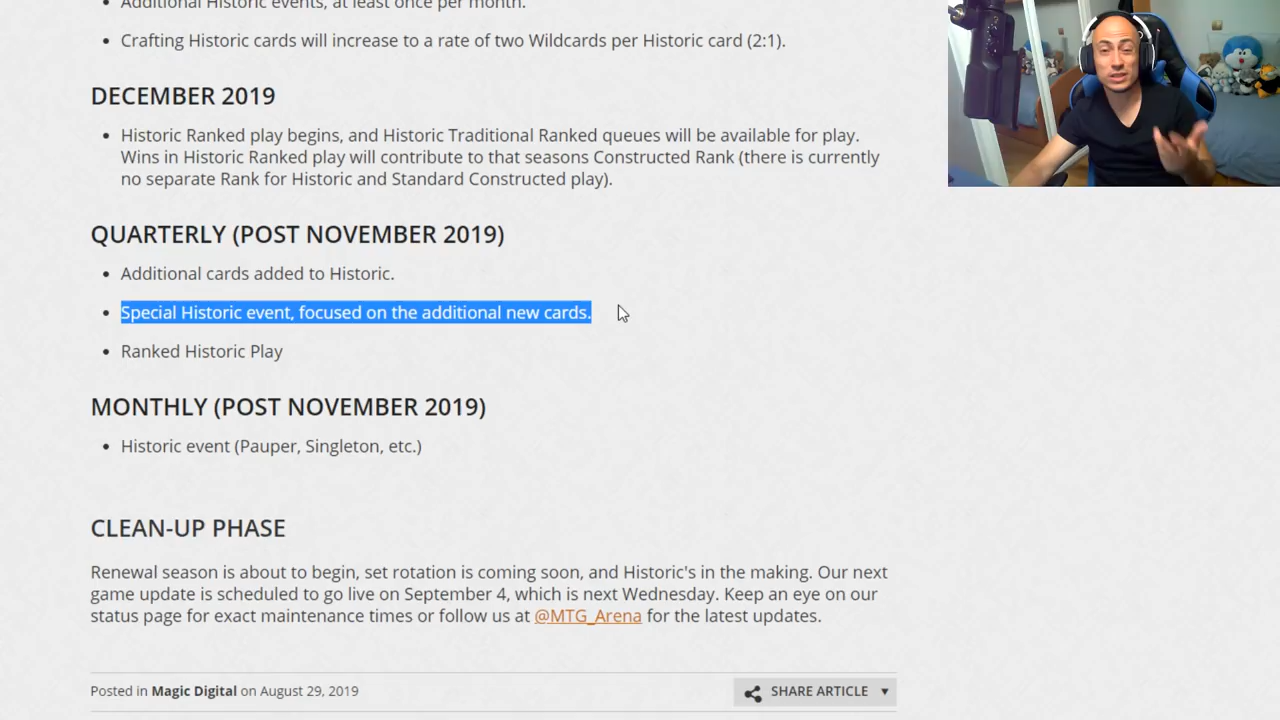 Additional Historic events, at least once per month.
Crafting Historic cards will increase to a rate of two Wildcards per Historic card (2:1).
DECEMBER 2019
Historic Ranked play begins, and Historic Traditional Ranked queues will be available for play.
Wins in Historic Ranked play will contribute to that seasons Constructed Rank (there is currently
no separate Rank for Historic and Standard Constructed play).
QUARTERLY (POST NOVEMBER 2019)
Additional cards added to Historic.
Special Historic event, focused on the additional new cards.
Ranked Historic Play
MONTHLY (POST NOVEMBER 2019)
Historic event (Pauper, Singleton, etc.)
CLEAN-UP PHASE
Renewal season is about to begin, set rotation is coming soon, and Historic's in the making. Our next
game update is scheduled to go live on September 4, which is next Wednesday. Keep an eye on our
status page for exact maintenance times or follow us at @MTG_Arena for the latest updates.
Posted in Magic Digital on August 29, 2019
SHARE ARTICLE